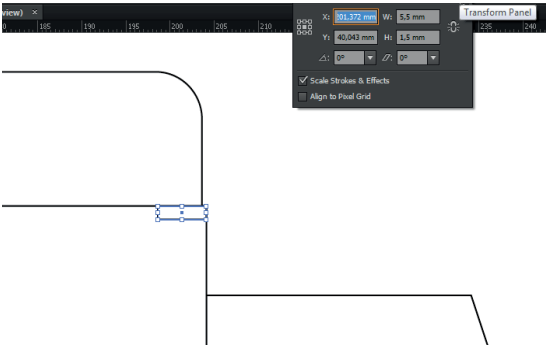 view) ×
X: 201,372 mm W: 5,5 mm
Transform Panel
Y: 40,043 mm H: 1,5 mm
185 190 195 200 205 210 235 240
0° 0°
Scale Strokes & Effects
Align to Pixel Grid